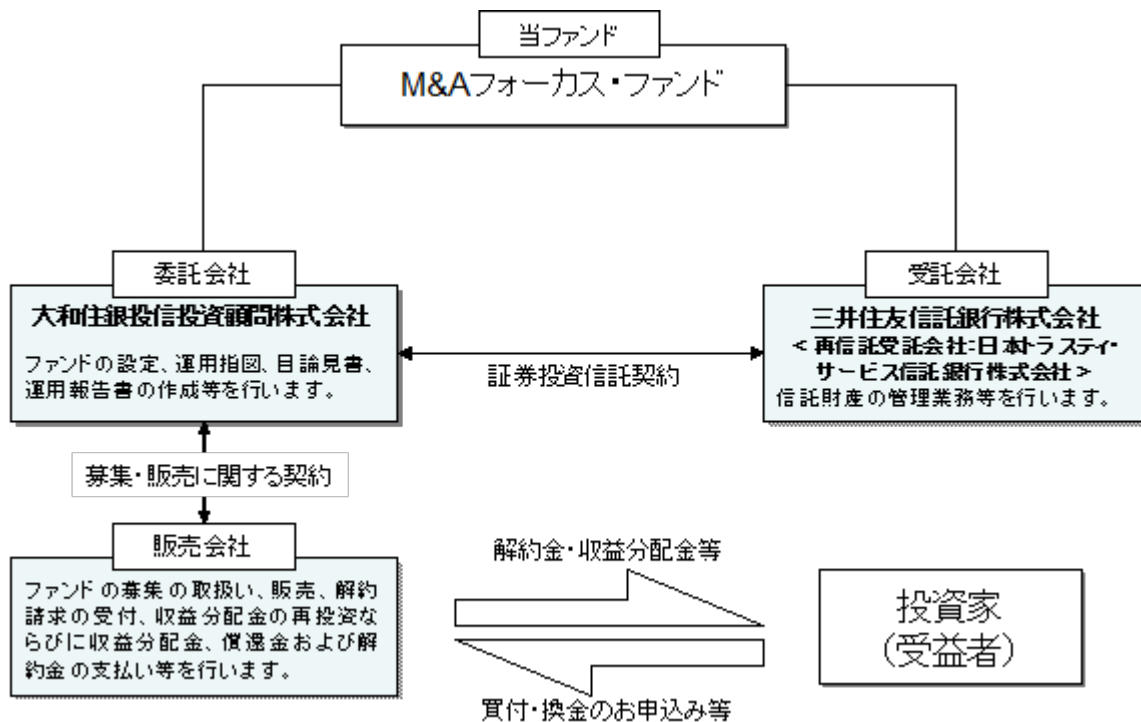 当ファンド
M&Aフォーカス・ファンド
委託会社
大和住銀投信投資顧問株式会社
ファンドの設定、運用指図、目論見書、
運用報告書の作成等を行います。
証券投資信託契約
受託会社
三井住友信託銀行株式会社
<再信託受託会社:日本トラスティ・
サービス信託銀行株式会社>
信託財産の管理業務等を行います。
募集・販売に関する契約
販売会社
ファンドの募集の取扱い、販売、解約
請求の受付、収益分配金の再投資な
らびに収益分配金、償還金および解
約金の支払い等を行います。
解約金・収益分配金等
買付・換金のお申込み等
投資家
(受益者)